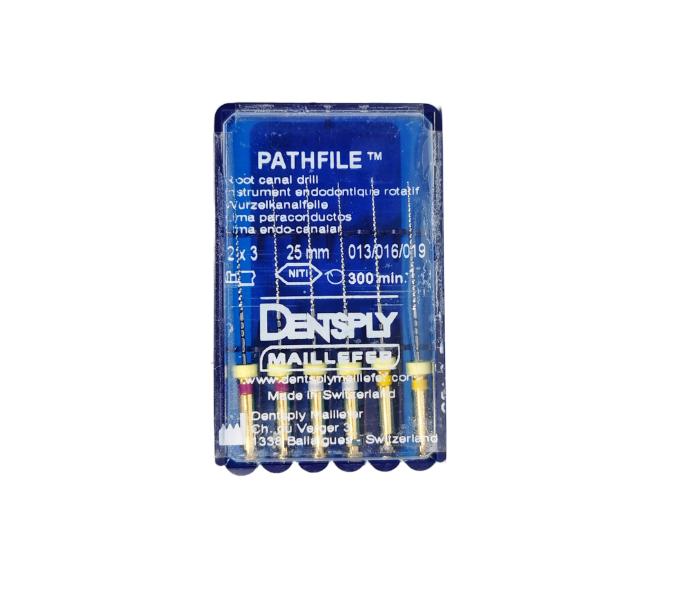 PATHFILE™
Root canal drill
Instrument endodontique rotatif
Wurzelkanalfeile
Lima paraconductos
Lima endo-canalar
2 x 3 25 mm 013/016/019
NITI 300 min.
DENTSPLY
MAILLEFER
www.dentsplymaillefer.com
Made in Switzerland
Dentsply Maillefer
Ch. du Verger 3
1338 Ballaigues - Switzerland